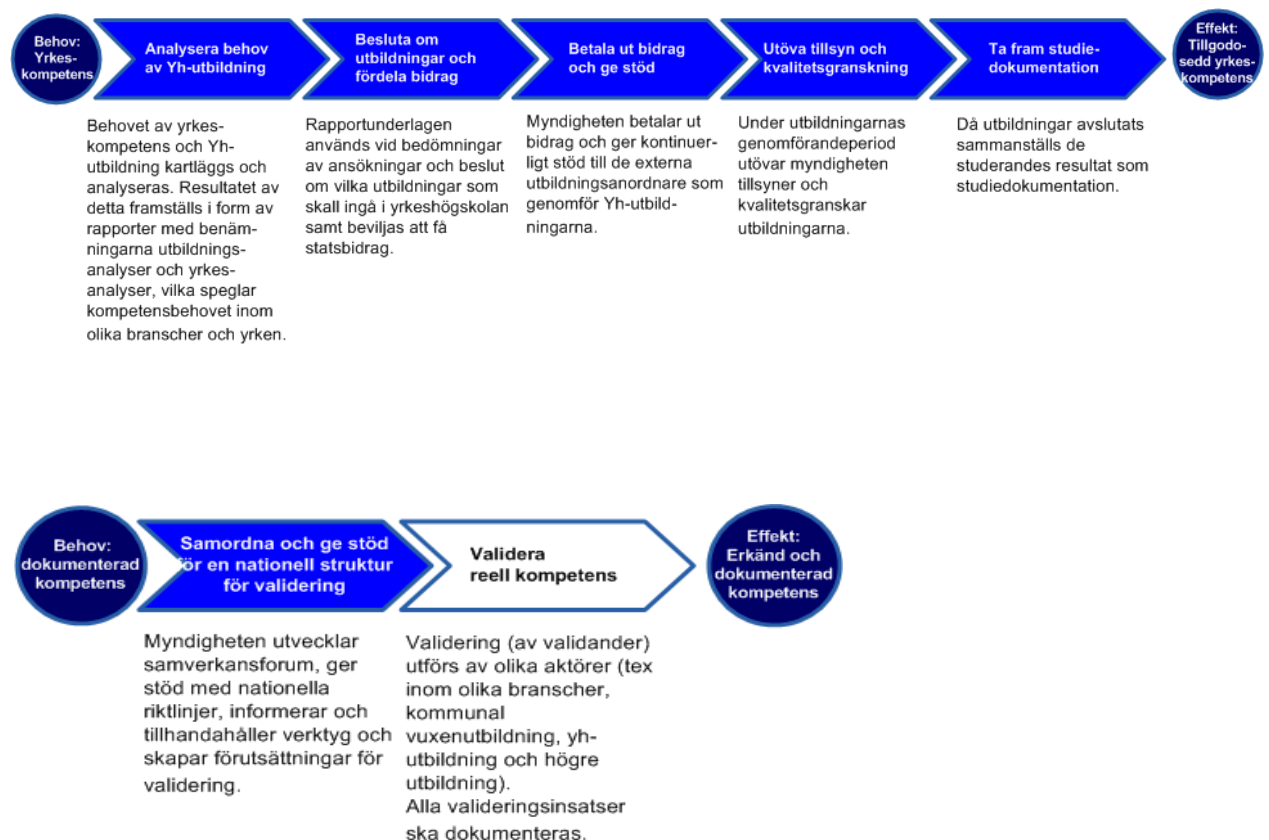 Behov:
Yrkes-
kompetens
Analysera behov
av Yh-utbildning
Besluta om
utbildningar och
fördela bidrag
Betala ut bidrag
och ge stöd
Utöva tillsyn och
kvalitetsgranskning
Ta fram studie-
dokumentation
Effekt:
Tillgodo-
sedd yrkes-
kompetens
Behovet av yrkes-
kompetens och Yh-
utbildning kartläggs och
analyseras. Resultatet av
detta framställs i form av
rapporter med benäm-
ningarna utbildnings-
analyser och yrkes-
analyser, vilka speglar
kompetensbehovet inom
olika branscher och yrken.
Rapportunderlagen
används vid bedömningar
av ansökningar och beslut
om vilka utbildningar som
skall ingå i yrkeshögskolan
samt beviljas att få
statsbidrag.
Myndigheten betalar ut
bidrag och ger kontinuer-
ligt stöd till de externa
utbildningsanordnare som
genomför Yh-utbild-
ningarna.
Under utbildningarnas
genomförandeperiod
utövar myndigheten
tillsyner och
kvalitetsgranskar
utbildningarna.
Då utbildningar avslutats
sammanställs de
studerandes resultat som
studiedokumentation.
Behov:
dokumenterad
kompetens
Samordna och ge stöd
för en nationell struktur
för validering
Validera
reell kompetens
Effekt:
Erkänd och
dokumenterad
kompetens
Myndigheten utvecklar
samverkansforum, ger
stöd med nationella
riktlinjer, informerar och
tillhandahåller verktyg och
skapar förutsättningar för
validering.
Validering (av validander)
utförs av olika aktörer (tex
inom olika branscher,
kommunal
vuxenutbildning, yh-
utbildning och högre
utbildning).
Alla valideringsinsatser
ska dokumenteras.